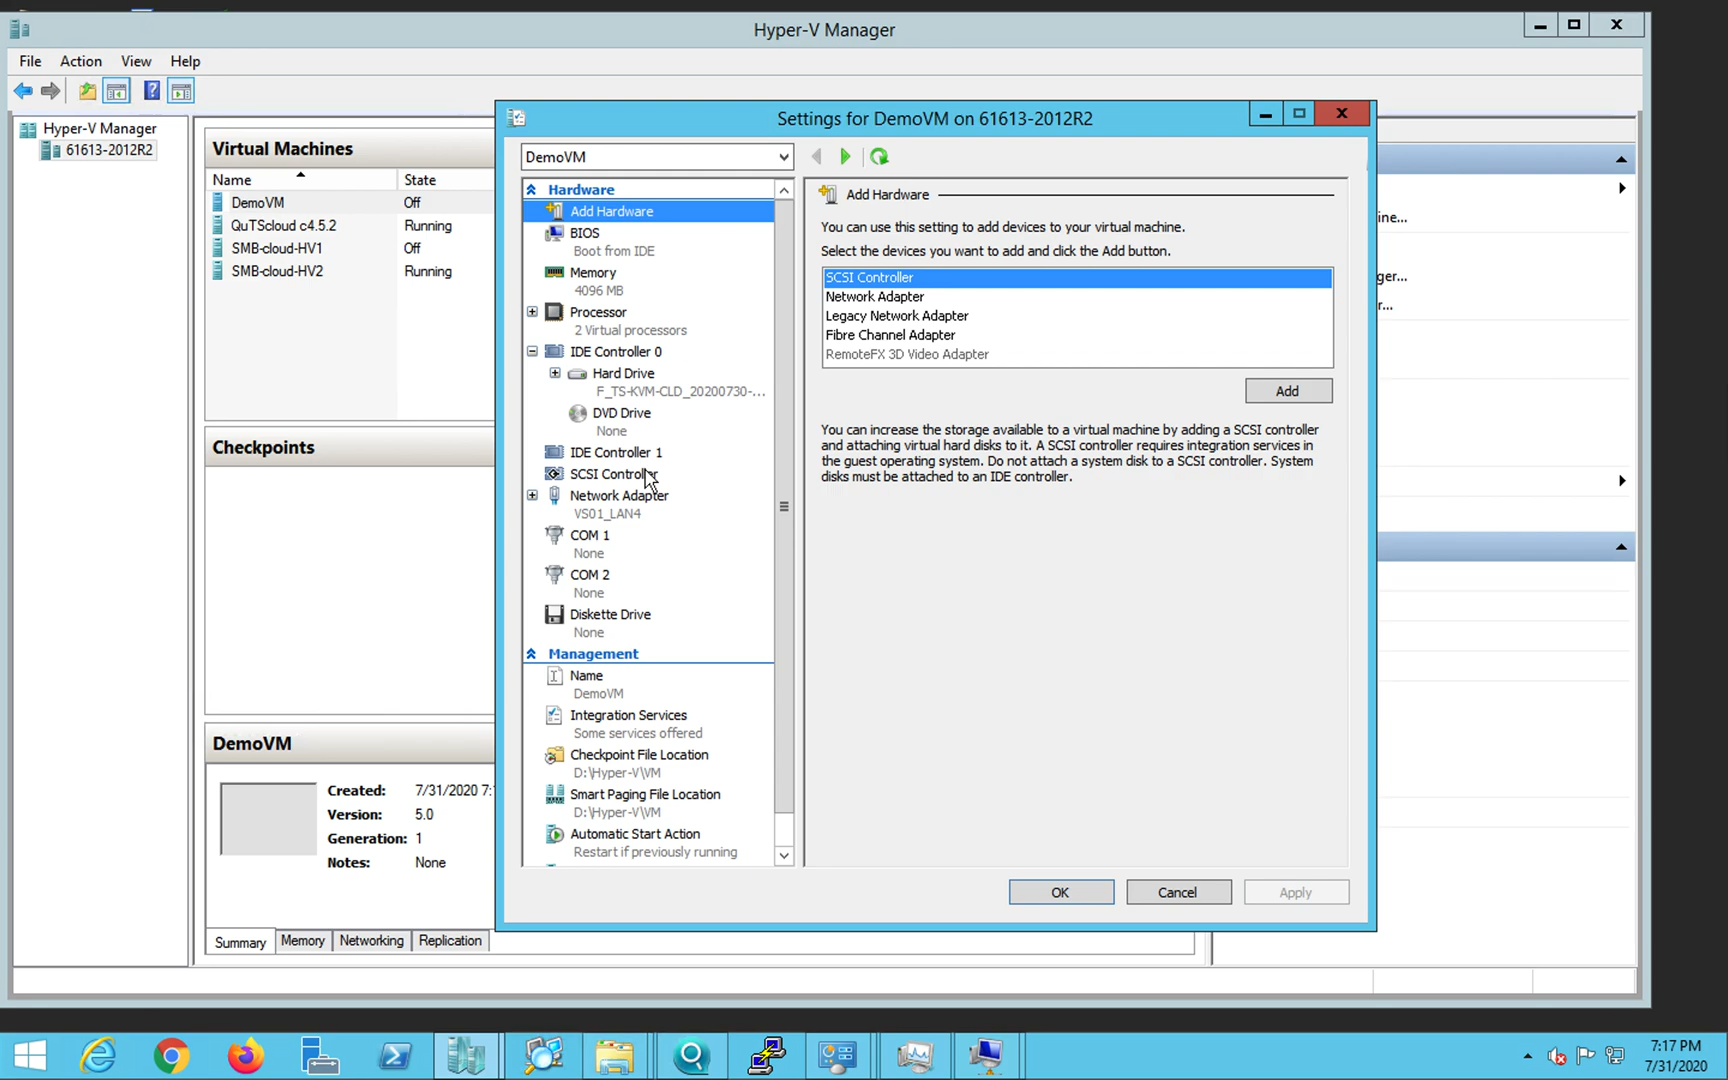 Hyper-V Manager
File Action View Help
Hyper-V Manager
61613-2012R2
Virtual Machines
Name State
DemoVM Off
QuTScloud c4.5.2 Running
SMB-cloud-HV1 Off
SMB-cloud-HV2 Running
Checkpoints
DemoVM
Created: 7/31/2020 7:
Version: 5.0
Generation: 1
Notes: None
Summary Memory Networking Replication
Settings for DemoVM on 61613-2012R2
DemoVM
Hardware
Add Hardware
BIOS
Boot from IDE
Memory
4096 MB
Processor
2 Virtual processors
IDE Controller 0
Hard Drive
F_TS-KVM-CLD_20200730-...
DVD Drive
None
IDE Controller 1
SCSI Controller
Network Adapter
VS01_LAN4
COM 1
None
COM 2
None
Diskette Drive
None
Management
Name
DemoVM
Integration Services
Some services offered
Checkpoint File Location
D:\Hyper-V\VM
Smart Paging File Location
D:\Hyper-V\VM
Automatic Start Action
Restart if previously running
Add Hardware
You can use this setting to add devices to your virtual machine.
Select the devices you want to add and click the Add button.
SCSI Controller
Network Adapter
Legacy Network Adapter
Fibre Channel Adapter
RemoteFX 3D Video Adapter
Add
You can increase the storage available to a virtual machine by adding a SCSI controller
and attaching virtual hard disks to it. A SCSI controller requires integration services in
the guest operating system. Do not attach a system disk to a SCSI controller. System
disks must be attached to an IDE controller.
OK Cancel Apply
ine...
ger...
r...
7:17 PM
7/31/2020